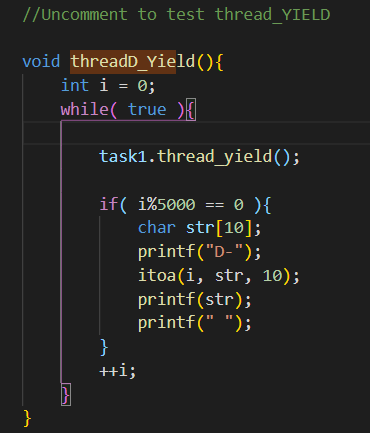 //Uncomment to test thread_YIELD
void threadD_Yield(){
int i = 0;
while( true ){
task1.thread_yield();
if( i%5000 == 0 ){
char str[10];
printf("D-");
itoa(i, str, 10);
printf(str);
printf(" ");
}
++i;
}
}